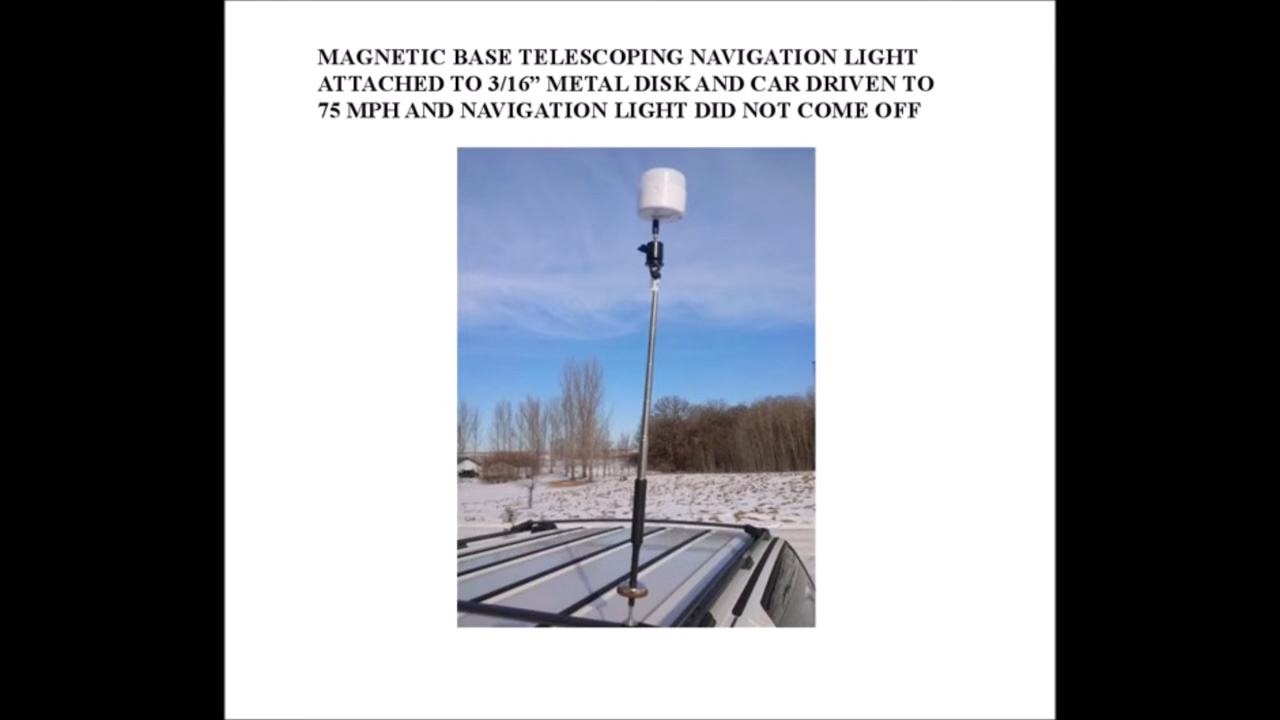 MAGNETIC BASE TELESCOPING NAVIGATION LIGHT
ATTACHED TO 3/16” METAL DISK AND CAR DRIVEN TO
75 MPH AND NAVIGATION LIGHT DID NOT COME OFF